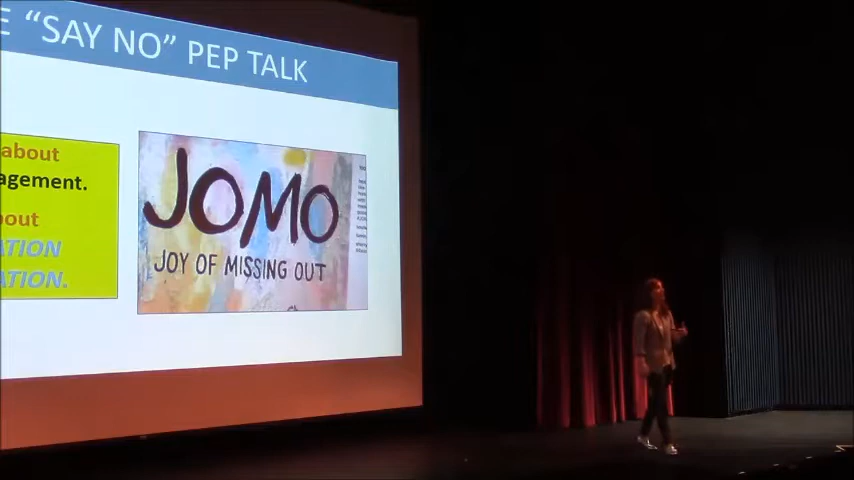 E “SAY NO” PEP TALK
about
agement.
out
ATION
ATION.
JOMO
JOY OF MISSING OUT